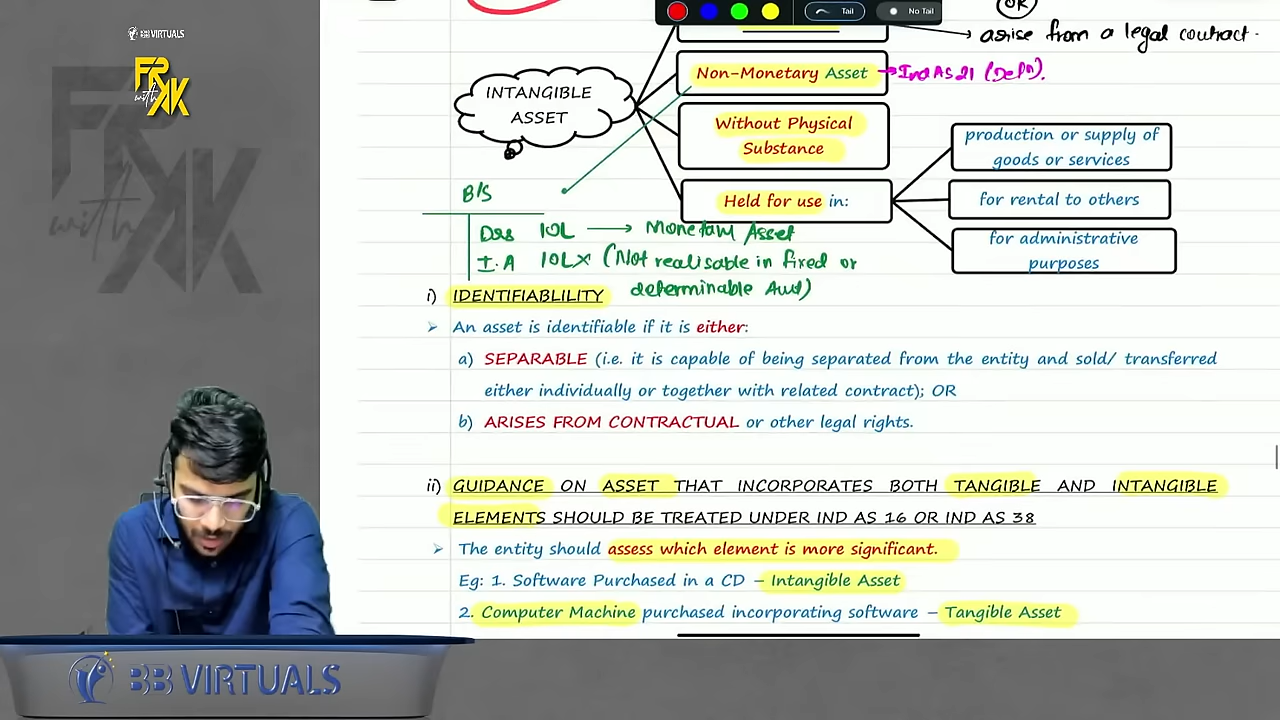 Tail
No Tail
OR
BB VIRTUALS
→ arise from a legal contract.
FR
with
AK
INTANGIBLE
ASSET
Non-Monetary Asset
→ Ind AS 21 (Defn).
Without Physical
Substance
Held for use in:
production or supply of
goods or services
for rental to others
for administrative
purposes
B/S
Drs 10L → Monetary Asset
I.A 10L× (Not realisable in fixed or
determinable Amt)
i) IDENTIFIABLILITY
➢ An asset is identifiable if it is either:
a) SEPARABLE (i.e. it is capable of being separated from the entity and sold/ transferred
either individually or together with related contract); OR
b) ARISES FROM CONTRACTUAL or other legal rights.
ii) GUIDANCE ON ASSET THAT INCORPORATES BOTH TANGIBLE AND INTANGIBLE
ELEMENTS SHOULD BE TREATED UNDER IND AS 16 OR IND AS 38
➢ The entity should assess which element is more significant.
Eg: 1. Software Purchased in a CD – Intangible Asset
2. Computer Machine purchased incorporating software – Tangible Asset
BB VIRTUALS